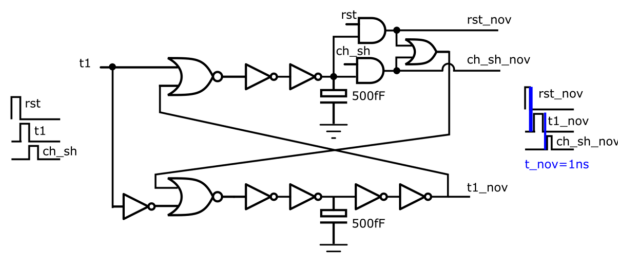 rst
rst_nov
ch_sh
t1
ch_sh_nov
500fF
rst
t1
ch_sh
rst_nov
t1_nov
ch_sh_nov
t_nov=1ns
t1_nov
500fF